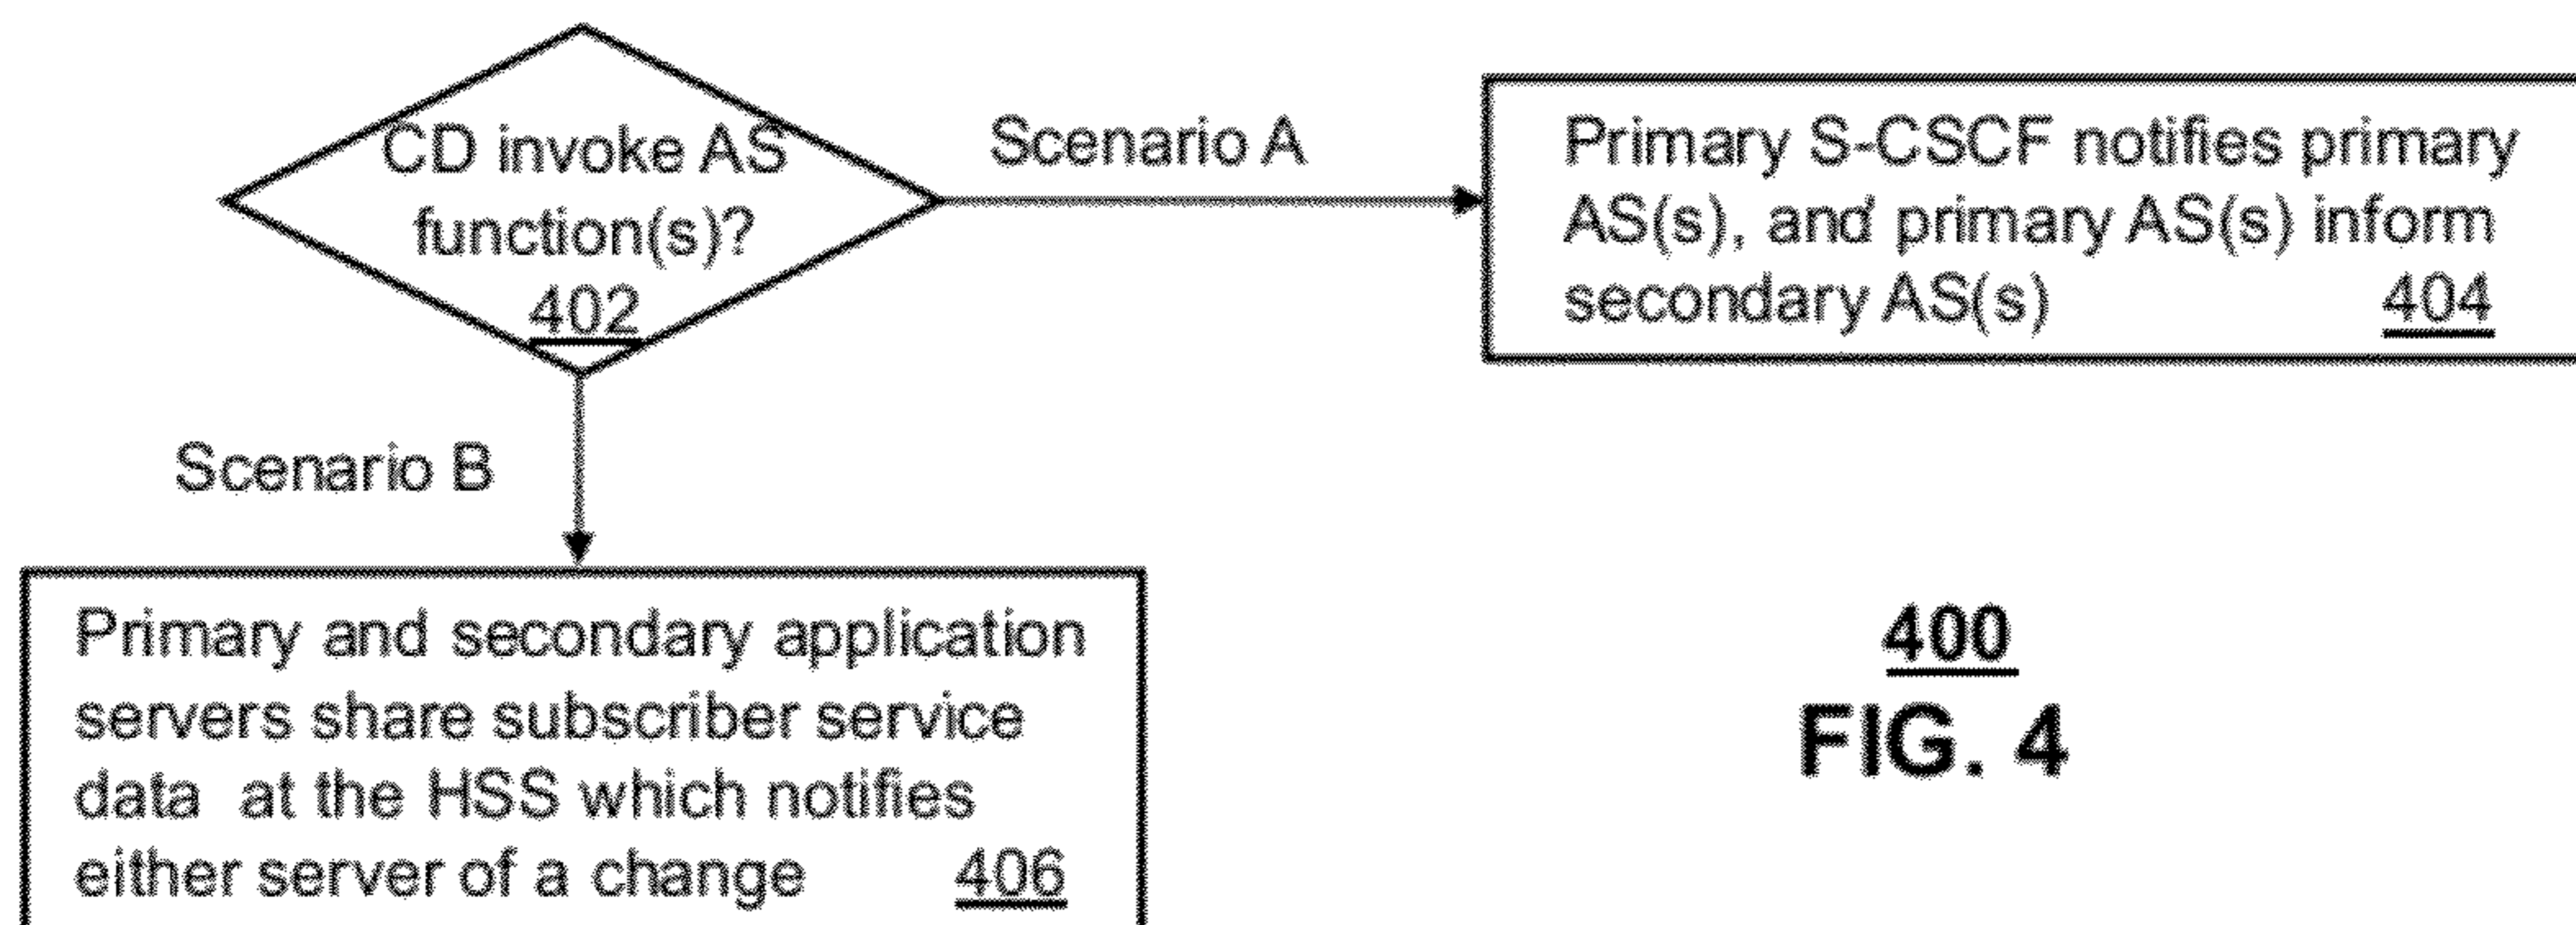 CD invoke AS
function(s)?
402
Scenario A
Primary S-CSCF notifies primary
AS(s), and primary AS(s) inform
secondary AS(s) 404
Scenario B
Primary and secondary application
servers share subscriber service
data at the HSS which notifies
either server of a change 406
400
FIG. 4